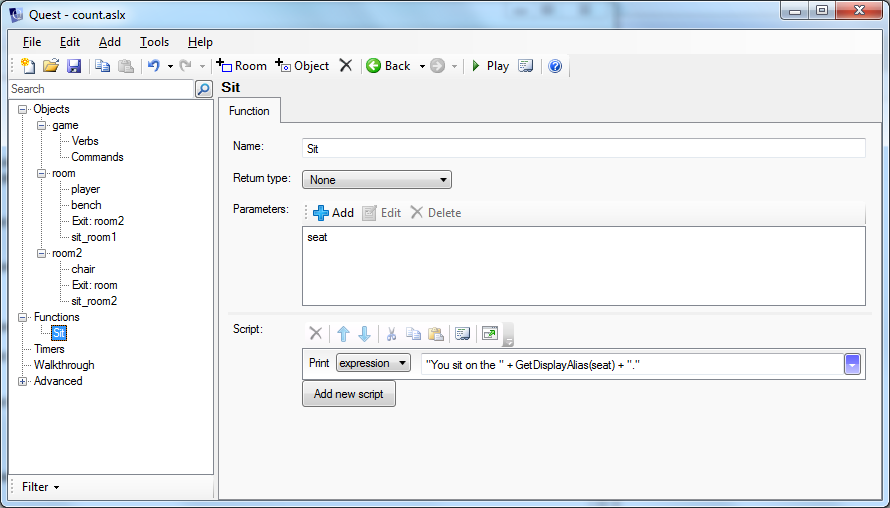 Quest - count.aslx
File Edit Add Tools Help
Room Object Back Play
Search
Objects
game
Verbs
Commands
room
player
bench
Exit: room2
sit_room1
room2
chair
Exit: room
sit_room2
Functions
Sit
Timers
Walkthrough
Advanced
Filter
Sit
Function
Name: Sit
Return type: None
Parameters: Add Edit Delete
seat
Script:
Print expression "You sit on the " + GetDisplayAlias(seat) + "."
Add new script